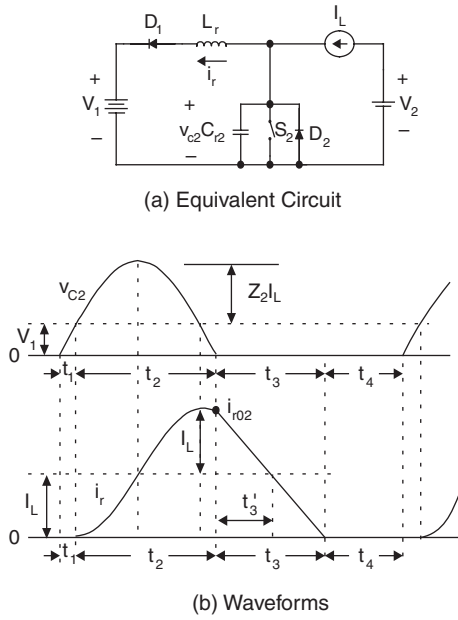 D1 Lr IL
ir
+ V1 −
+ vc2 Cr2 −
S2 D2
+ V2 −
(a) Equivalent Circuit
vC2 Z2IL
V1
0
t1 t2 t3 t4
ir02
IL
IL ir t'3
0
t1 t2 t3 t4
(b) Waveforms